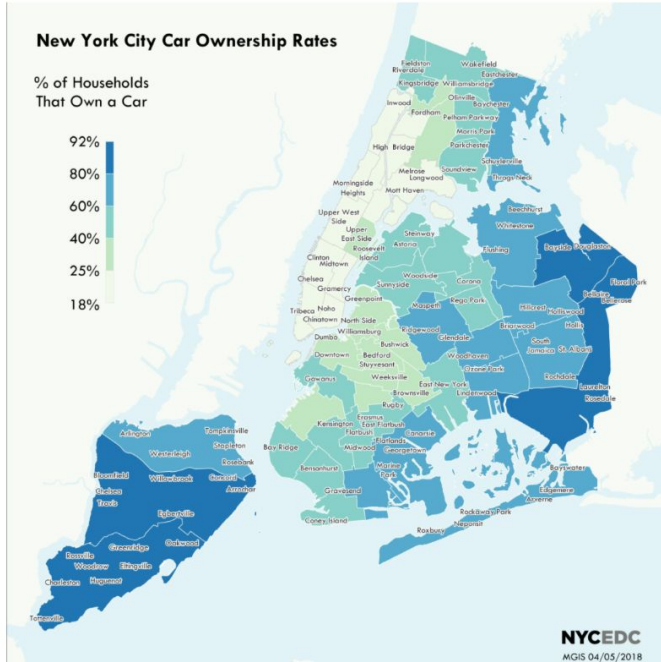 New York City Car Ownership Rates
% of Households
That Own a Car
92%
80%
60%
40%
25%
18%
Fieldston
Riverdale
Wakefield
Eastchester
Kingsbridge
Williamsbridge
Inwood
Olinville
Baychester
Fordham
Pelham Parkway
Morris Park
High Bridge
Parkchester
Schuylerville
Melrose
Longwood
Soundview
Throgs Neck
Morningside
Heights
Mott Haven
Upper West
Side
Upper
East Side
Roosevelt
Island
Steinway
Astoria
Beechhurst
Whitestone
Flushing
Bayside
Douglaston
Clinton
Midtown
Woodside
Sunnyside
Corona
Floral Park
Chelsea
Gramercy
Greenpoint
Rego Park
Bellaire
Bellerose
Tribeca
Noho
Chinatown
North Side
Williamsburg
Maspeth
Hillcrest
Holliswood
Dumbo
Ridgewood
Glendale
Briarwood
Hollis
Downtown
Bushwick
Bedford
Stuyvesant
Woodhaven
South
Jamaica
St. Albans
Gowanus
Weeksville
Ozone Park
Brownsville
East New York
Lindenwood
Rochdale
Laurelton
Rosedale
Rugby
Kensington
Erasmus
East Flatbush
Flatbush
Canarsie
Flatlands
Bay Ridge
Midwood
Georgetown
Bensonhurst
Marine
Park
Gravesend
Coney Island
Bayswater
Edgemere
Arverne
Rockaway Park
Neponsit
Roxbury
Arlington
Tompkinsville
Stapleton
Westerleigh
Rosebank
Bloomfield
Willowbrook
Concord
Arrochar
Chelsea
Travis
Egbertville
Rossville
Greenridge
Oakwood
Woodrow
Eltingville
Charleston
Huguenot
Tottenville
NYCEDC
MGIS 04/05/2018